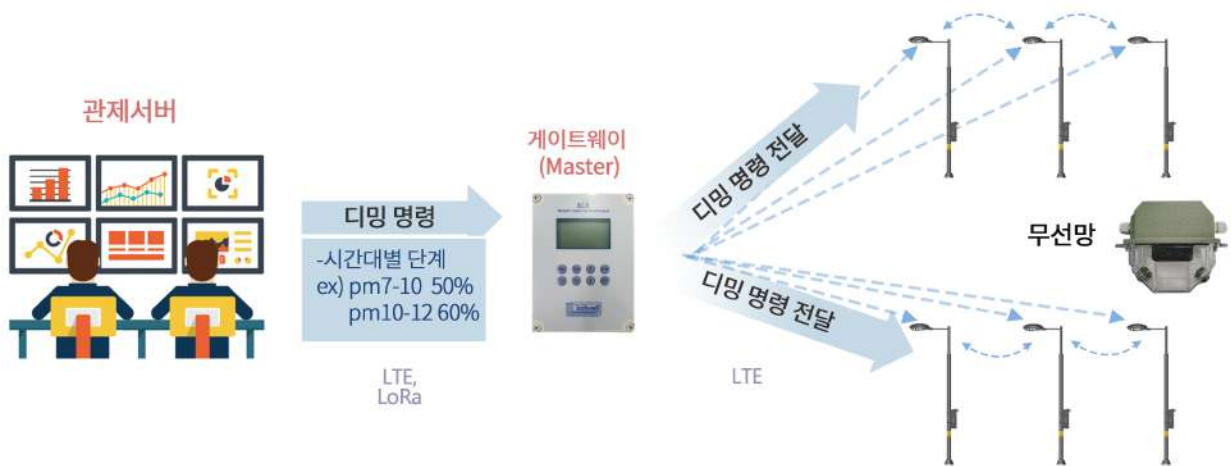 관제서버
디밍 명령
-시간대별 단계
ex) pm7-10 50%
pm10-12 60%
LTE,
LoRa
게이트웨이
(Master)
디밍 명령 전달
디밍 명령 전달
LTE
무선망